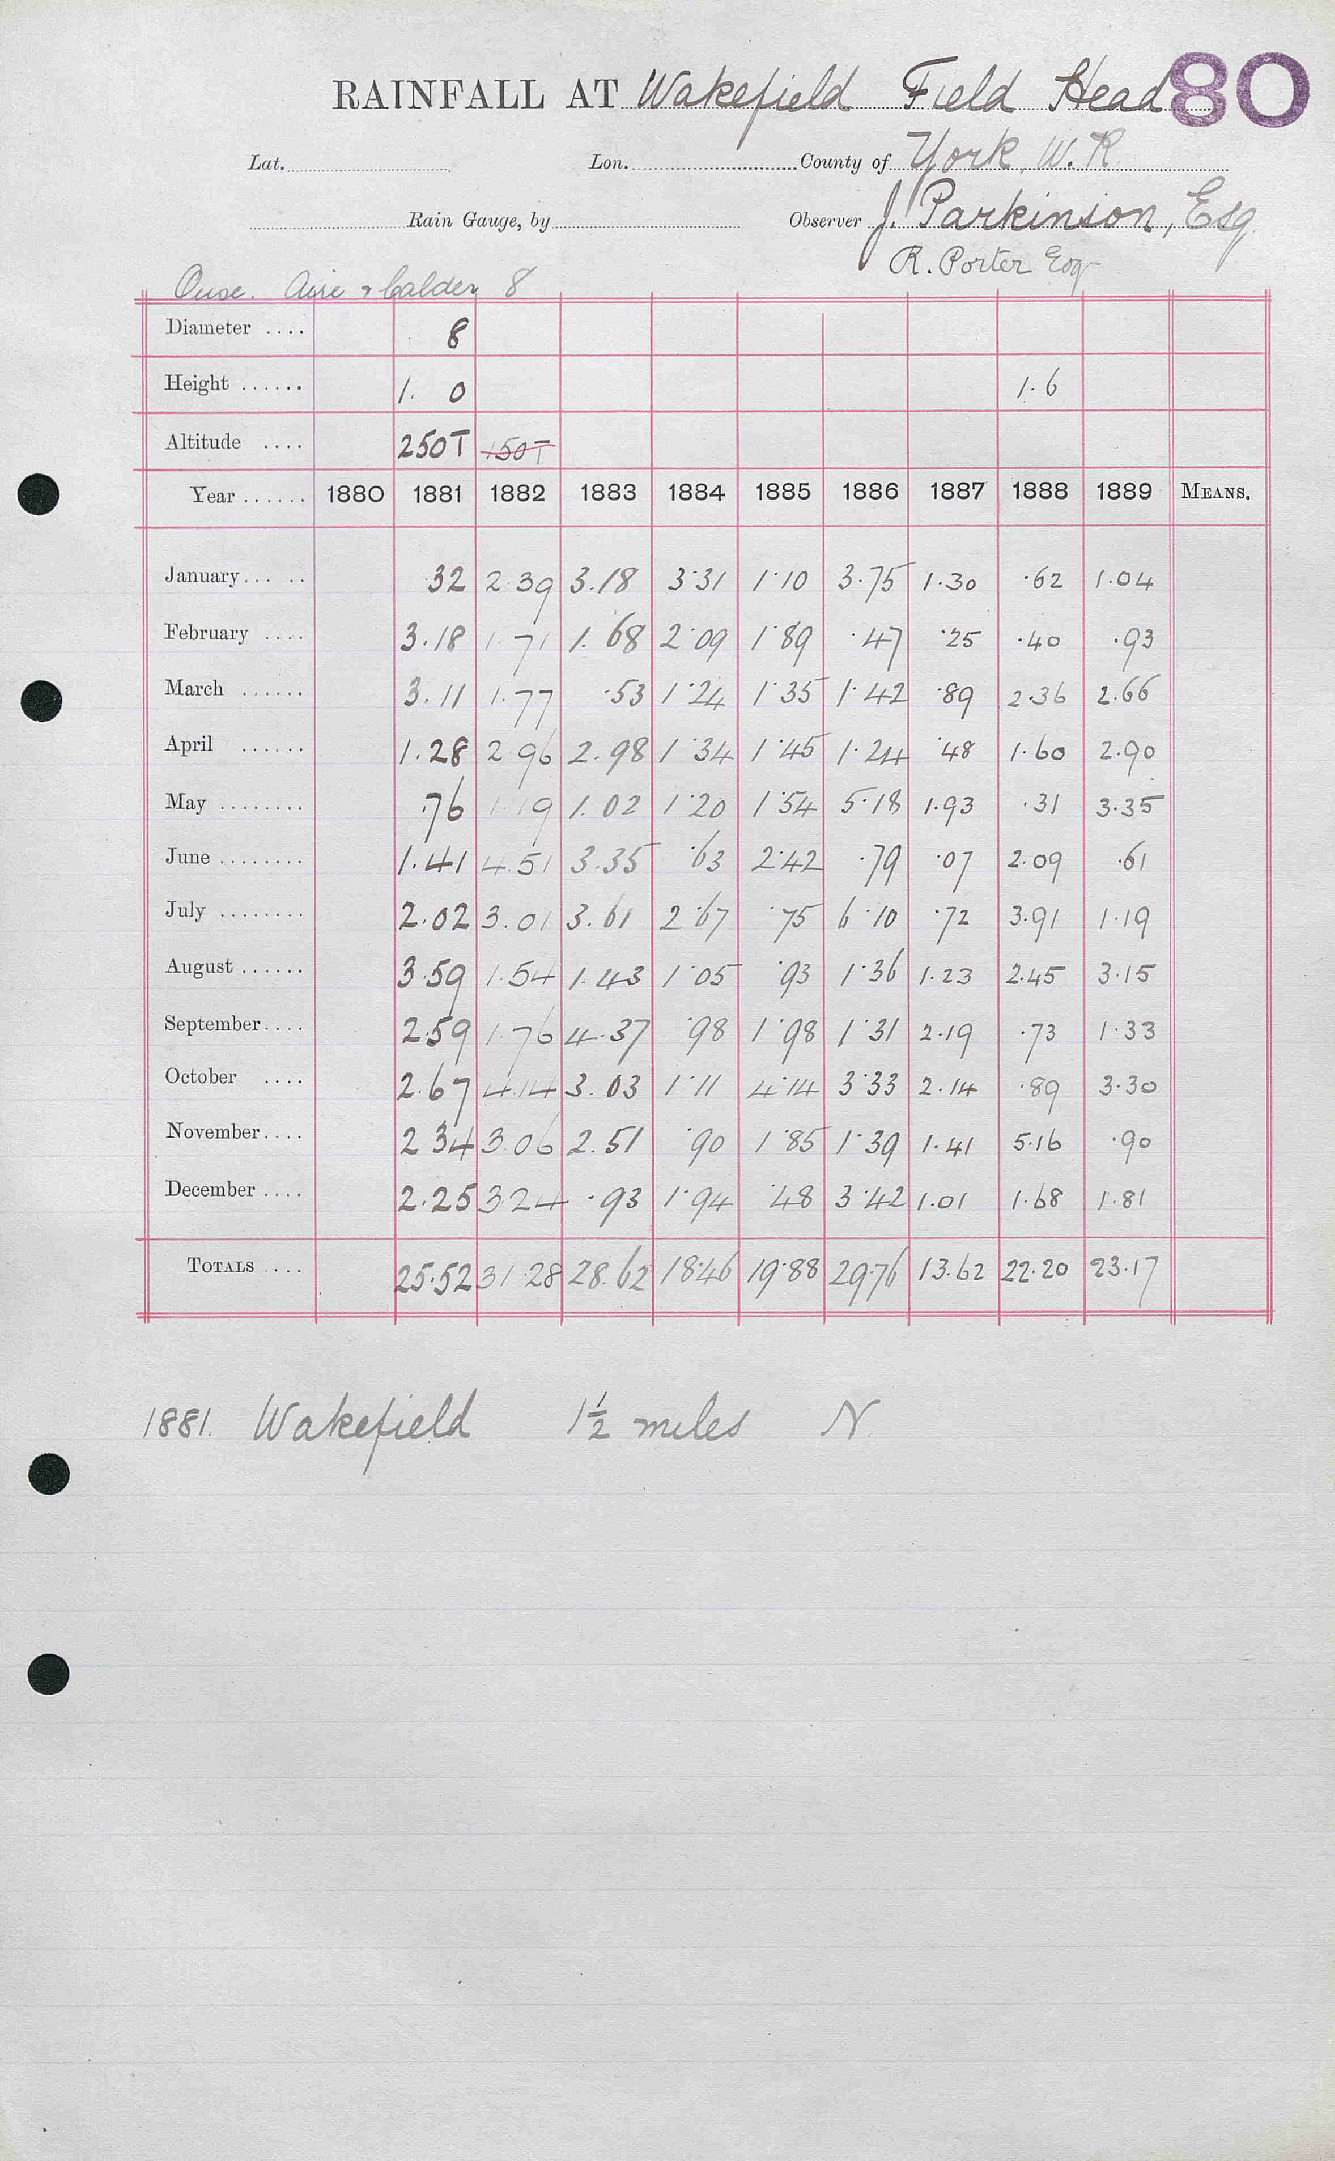 RAINFALL AT Wakefield Field Head 80
Lat. Lon. County of York, W. R
Rain Gauge, by Observer J. Parkinson, Esq.
R. Porter Esq
Ouse. Aire & Calder 8
Diameter .... 8
Height ...... 1. 0 1.6
Altitude .... 250T 150T
Year ...... 1880 1881 1882 1883 1884 1885 1886 1887 1888 1889 MEANS.
January... .. 32 2.39 3.18 3.31 1.10 3.75 1.30 .62 1.04
February .... 3.18 1.71 1.68 2.09 1.89 .47 .25 .40 .93
March ...... 3.11 1.77 .53 1.24 1.35 1.42 .89 2.36 2.66
April ...... 1.28 2.96 2.98 1.34 1.45 1.24 .48 1.60 2.90
May ........ .76 1.19 1.02 1.20 1.54 5.18 1.93 .31 3.35
June ........ 1.41 4.51 3.35 .63 2.42 .79 .07 2.09 .61
July ........ 2.02 3.01 3.61 2.67 .75 6.10 .72 3.91 1.19
August ...... 3.59 1.54 1.43 1.05 .93 1.36 1.23 2.45 3.15
September.... 2.59 1.76 4.37 .98 1.98 1.31 2.19 .73 1.33
October .... 2.67 4.14 3.03 1.11 4.14 3.33 2.14 .89 3.30
November.... 2 34 3.06 2.51 .90 1.85 1.39 1.41 5.16 .90
December .... 2.25 3 24 .93 1.94 .48 3.42 1.01 1.68 1.81
TOTALS .... 25.52 31.28 28.62 18.46 19.88 29.76 13.62 22.20 23.17
1881. Wakefield 1½ miles N.